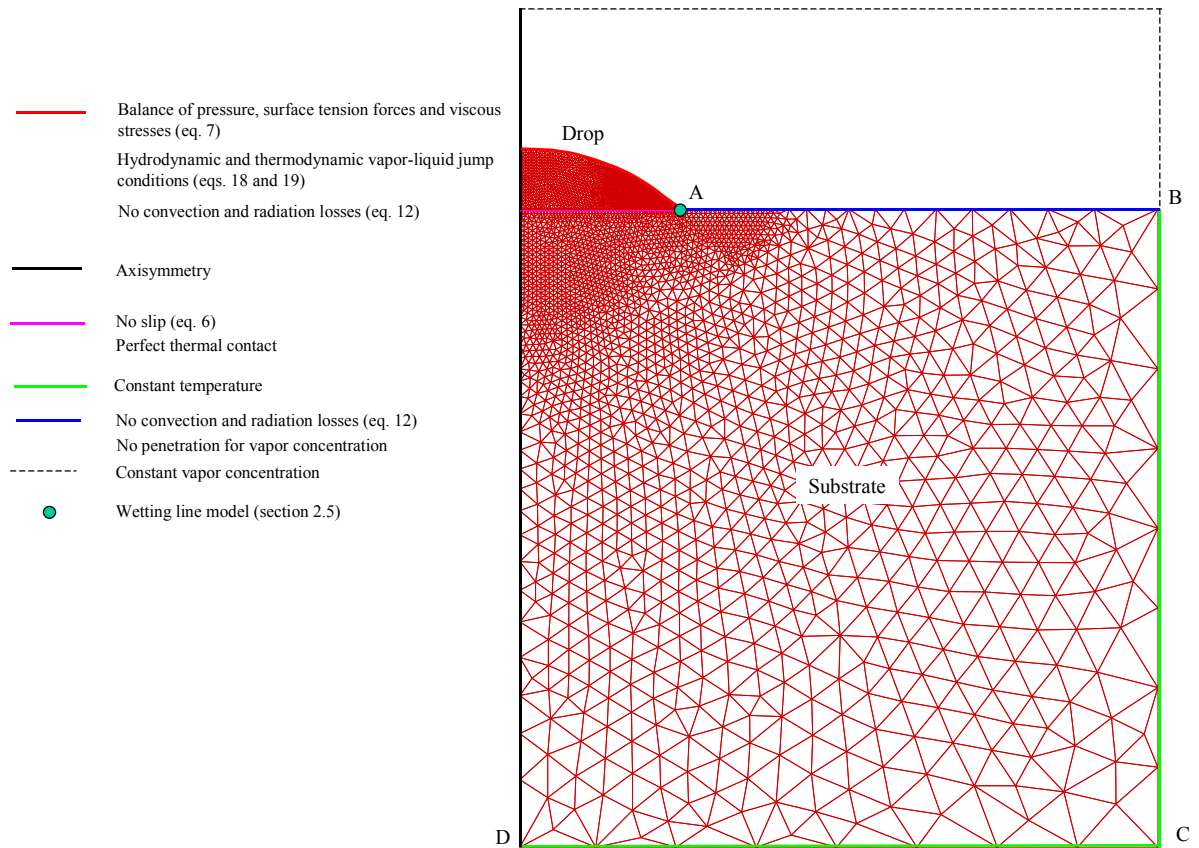 Balance of pressure, surface tension forces and viscous
stresses (eq. 7)
Hydrodynamic and thermodynamic vapor-liquid jump
conditions (eqs. 18 and 19)
No convection and radiation losses (eq. 12)
Axisymmetry
No slip (eq. 6)
Perfect thermal contact
Constant temperature
No convection and radiation losses (eq. 12)
No penetration for vapor concentration
Constant vapor concentration
Wetting line model (section 2.5)
Drop
A
B
Substrate
D
C